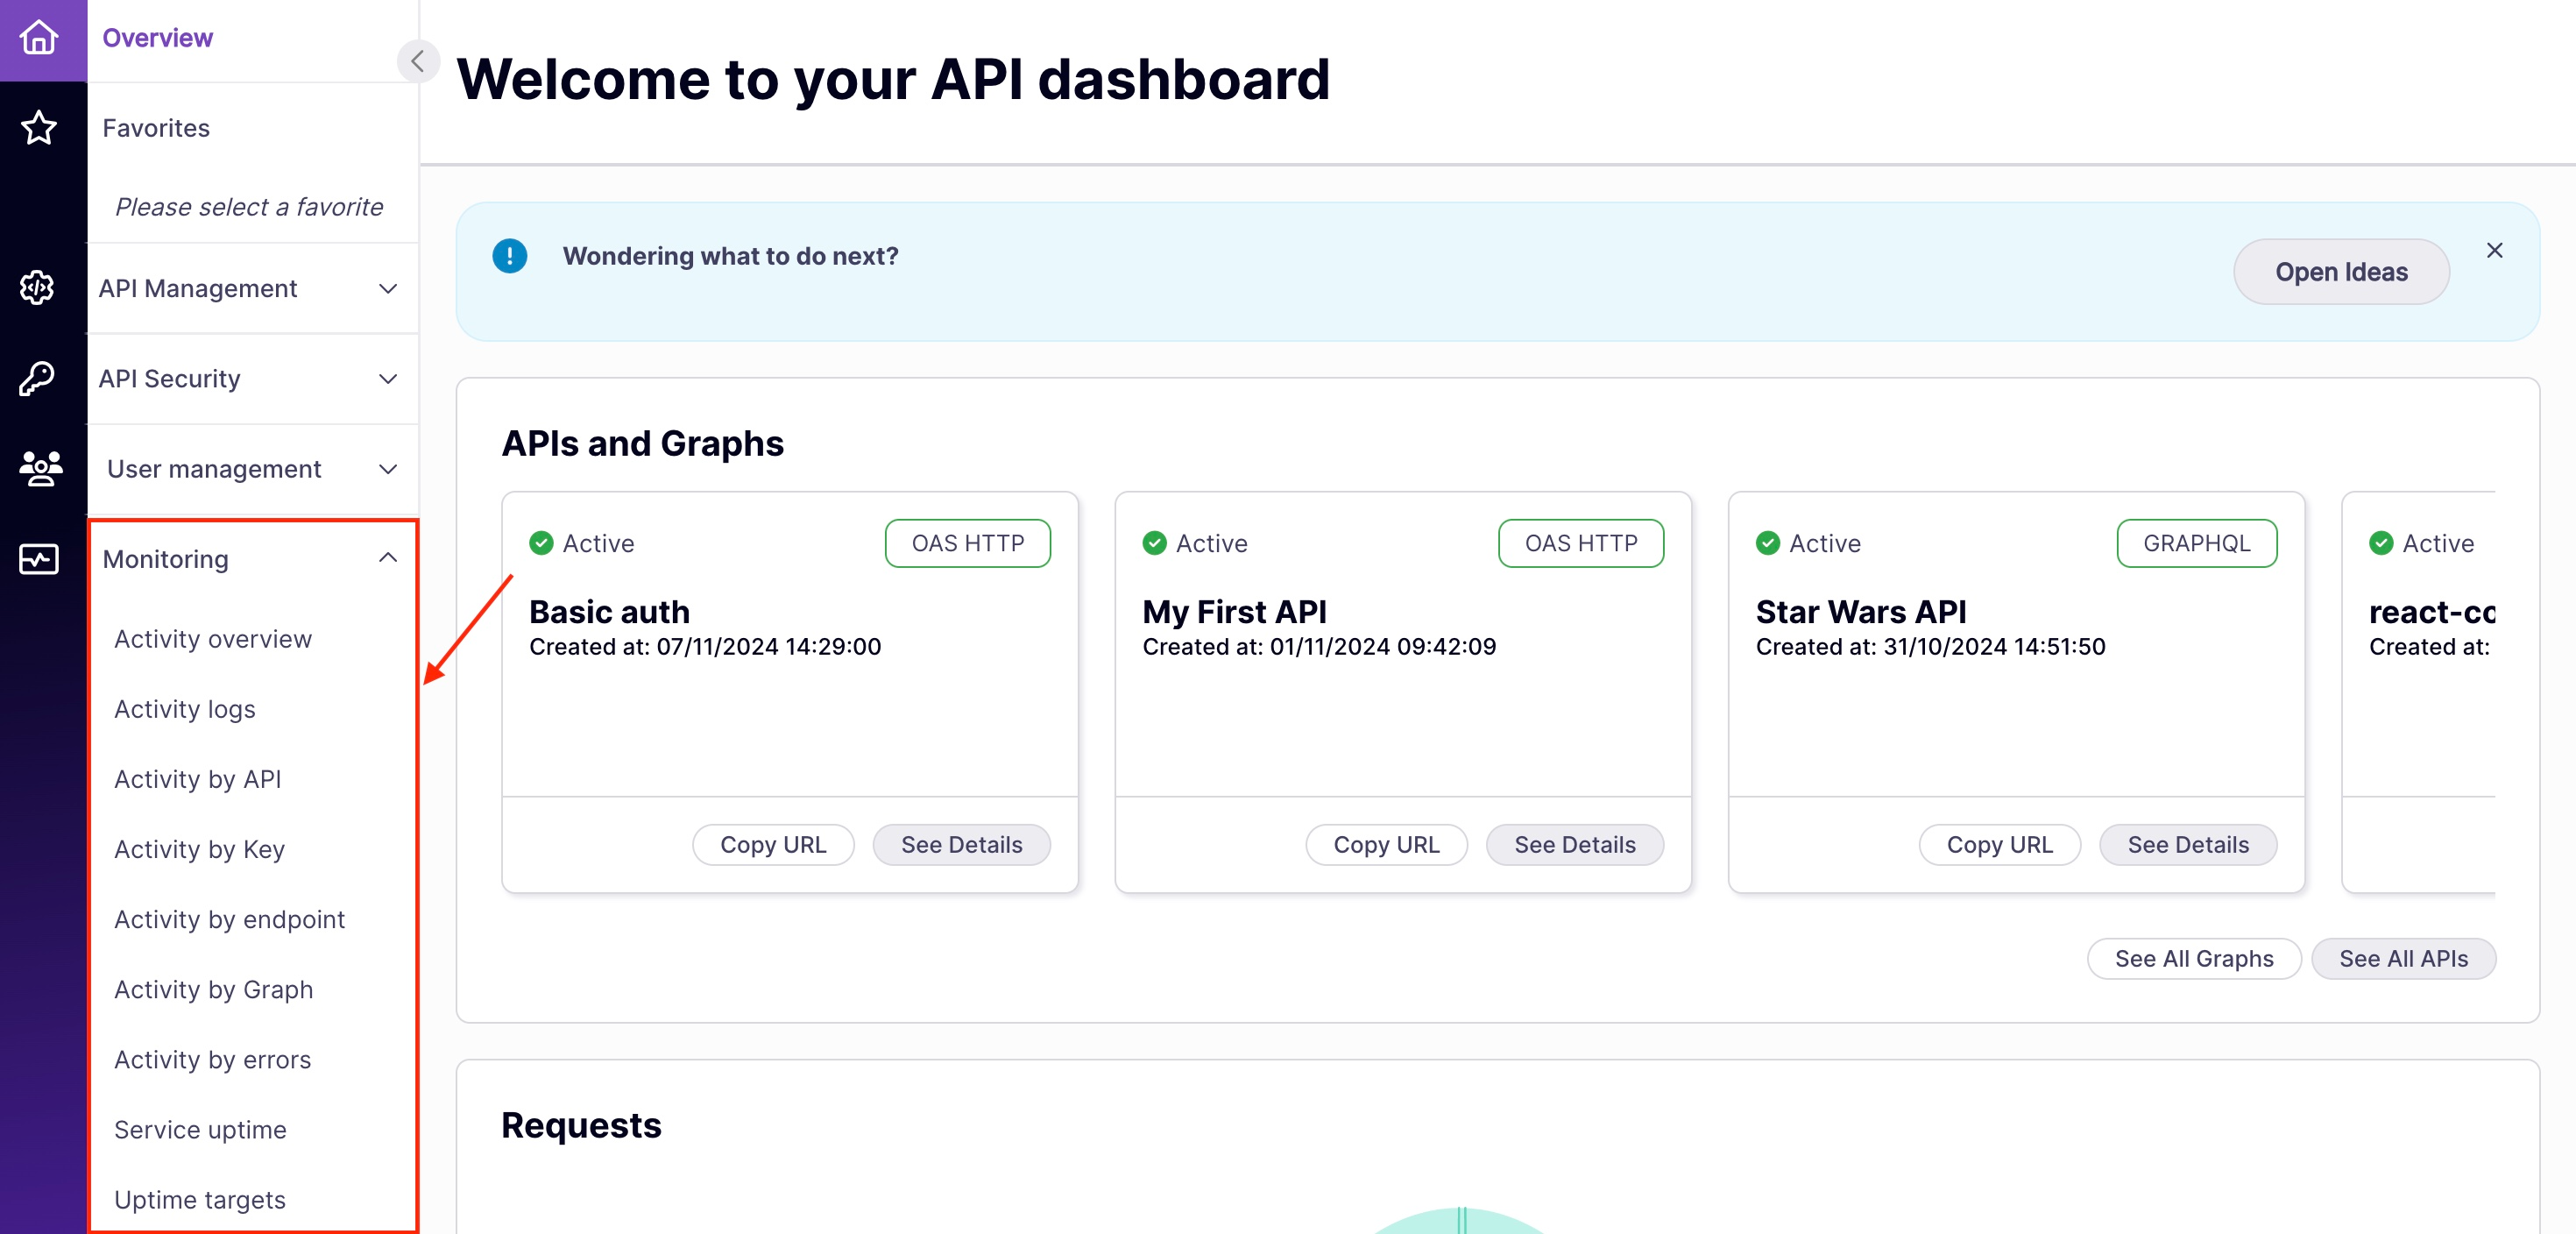 Overview
Favorites
Please select a favorite
API Management
API Security
User management
Monitoring
Activity overview
Activity logs
Activity by API
Activity by Key
Activity by endpoint
Activity by Graph
Activity by errors
Service uptime
Uptime targets
Welcome to your API dashboard
Wondering what to do next?
Open Ideas
APIs and Graphs
Active
OAS HTTP
Basic auth
Created at: 07/11/2024 14:29:00
Copy URL
See Details
Active
OAS HTTP
My First API
Created at: 01/11/2024 09:42:09
Copy URL
See Details
Active
GRAPHQL
Star Wars API
Created at: 31/10/2024 14:51:50
Copy URL
See Details
Active
react-co
Created at:
See All Graphs
See All APIs
Requests